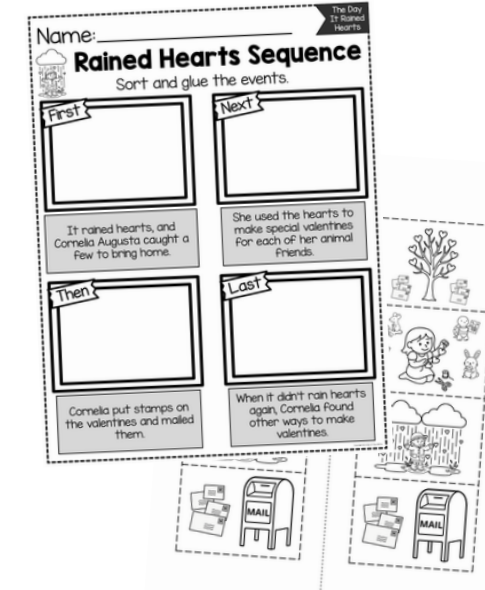 The Day
It Rained
Hearts
Name:
Rained Hearts Sequence
Sort and glue the events.
First
Next
It rained hearts, and
Cornelia Augusta caught a
few to bring home.
She used the hearts to
make special valentines
for each of her animal
friends.
Then
Last
Cornelia put stamps on
the valentines and mailed
them.
When it didn't rain hearts
again, Cornelia found
other ways to make
valentines.
MAIL
MAIL